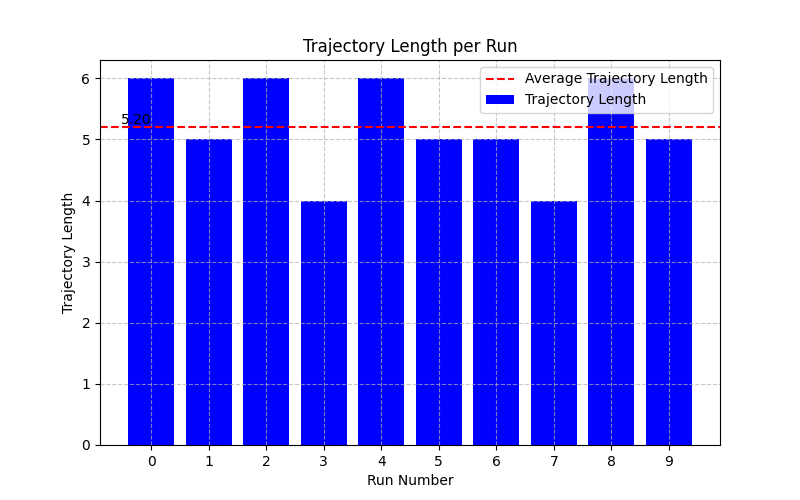 Trajectory Length per Run
Average Trajectory Length
Trajectory Length
5.20
6
5
4
3
2
1
0
Trajectory Length
0 1 2 3 4 5 6 7 8 9
Run Number